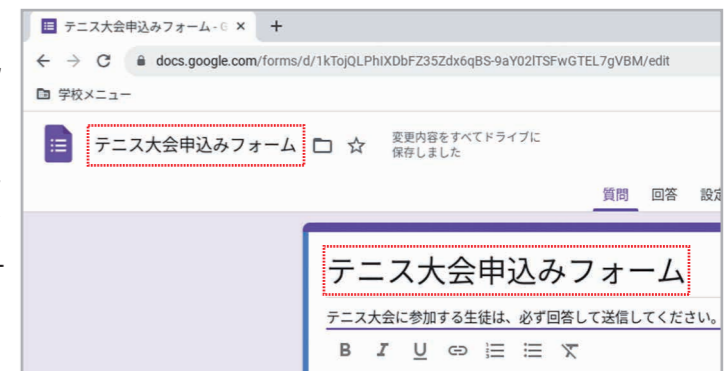 テニス大会申込みフォーム - G
docs.google.com/forms/d/1kTojQLPhIXDbFZ35Zdx6qBS-9aY02lTSFwGTEL7gVBM/edit
学校メニュー
テニス大会申込みフォーム
変更内容をすべてドライブに
保存しました
質問 回答 設定
テニス大会申込みフォーム
テニス大会に参加する生徒は、必ず回答して送信してください。
B I U